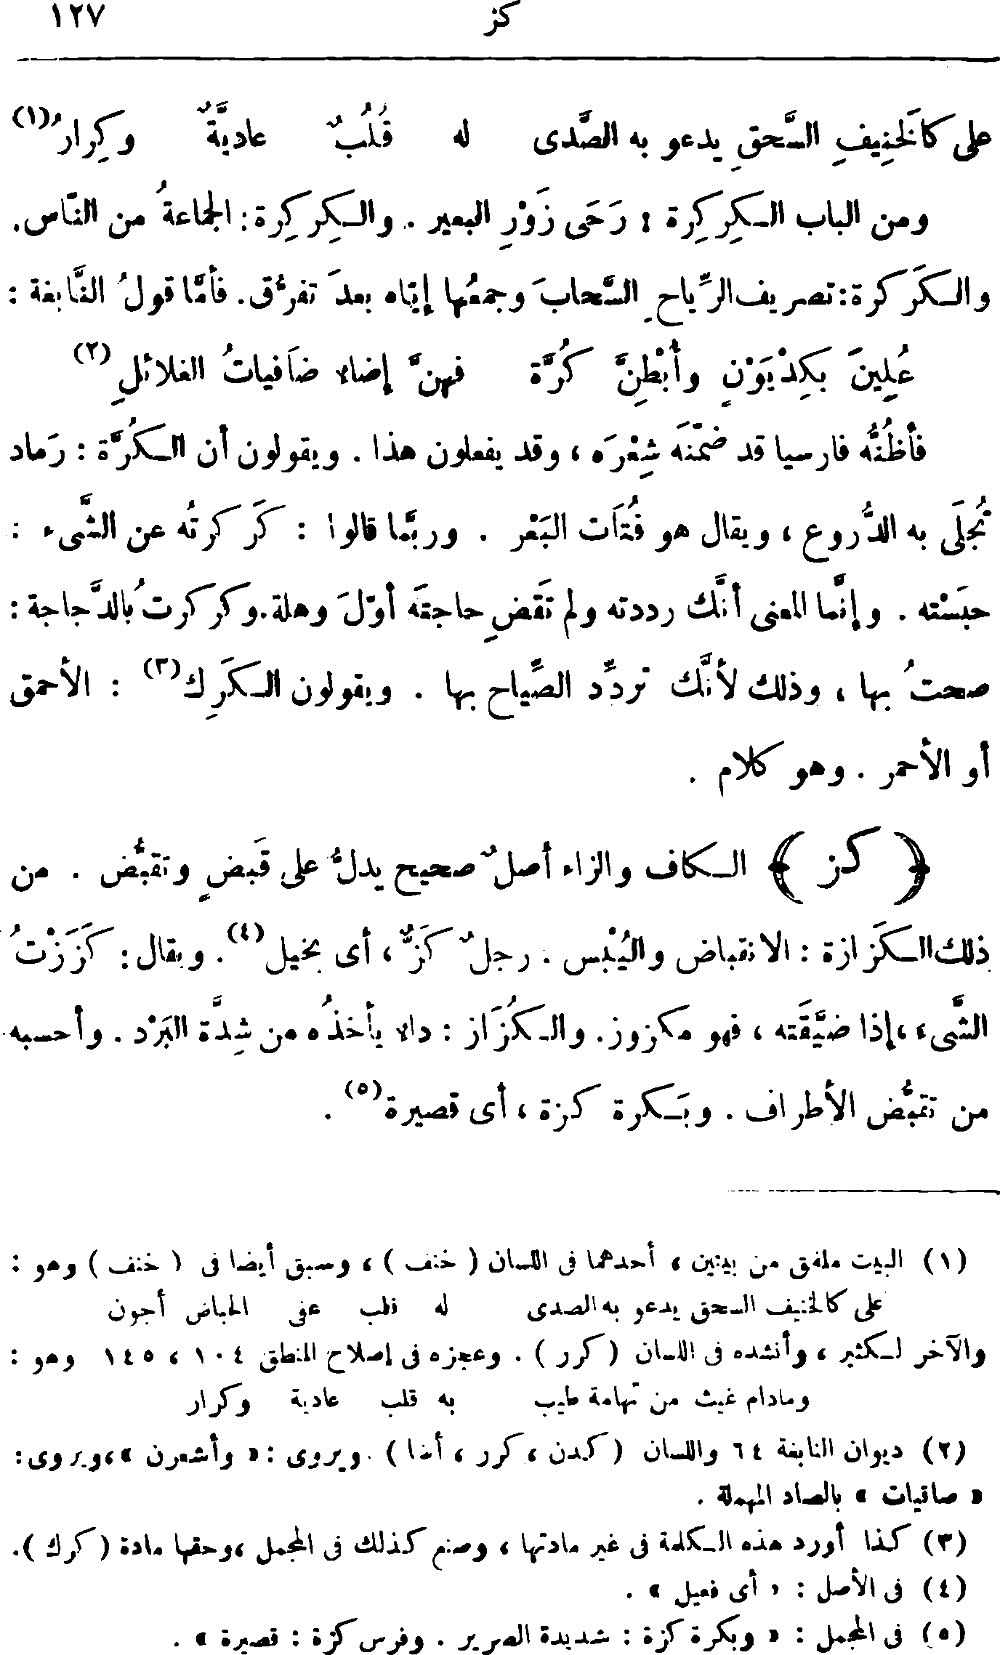 كز ١٢٧
على كالخَنِيفِ السَّحقِ يدعو به الصَّدى له قُلُبٌ عاديَّةٌ وكِرارُ(١)
ومن الباب الكِركِرة : رَحَى زَوْرِ البعير . والكِركِرة: الجماعةُ من النّاس.
والكَركرة: تصريف الرِّياحِ السَّحابَ وجمعُها إيّاه بعدَ تفرُّق. فأمَّا قولُ النَّابغة :
عُلِينَ بكِدْيَوْنٍ وأُبْطِنَّ كُرَّة فهنَّ إضاء ضَافياتُ الغلائلِ(٢)
فأظُنُّه فارسيا قد ضمّنَه شِعْرَه ، وقد يفعلون هذا . ويقولون أن الكُرَّة : رَماد
تُجلَى به الدُّروع ، ويقال هو فُتَات البَعْر . وربَّما قالوا : كَركرتُه عن الشَّىء :
حبَسْته . وإنَّما المعنى أنَّك رددته ولم تَقضِ حاجتَه أوّلَ وهلة. وكركرتُ بالدَّجاجة :
صحتُ بها ، وذلك لأنَّك تردِّد الصِّياح بها . ويقولون الكَرِك(٣) : الأحمق
أو الأحمر . وهو كلام .
﴿ كز ﴾ الكاف والزاء أصلٌ صحيح يدلُّ على قَبضٍ وتقبُّض . من
ذلك الكَزازة : الانقباض واليُبْس . رجلٌ كَزٌّ ، أى بخيل(٤) . ويقال : كَزَزْتُ
الشَّىء ، إذا ضيَّقَته ، فهو مكزوز. والكُزَاز : داء يأخذُه من شِدَّة البَرْد . وأحسبه
من تقبُّض الأطراف . وبَكرة كزة ، أى قصيرة(٥) .
(١) البيت ملفق من بيتين ، أحدهما فى اللسان ( خنف ) ، وسبق أيضا فى ( خنف ) وهو :
على كالخنيف السحق يدعو به الصدى له قلب عفى الحياض أجون
والآخر لكثير ، وأنشده فى اللسان ( كرر ) . وعجزه فى إصلاح المنطق ١٠٤ ، ١٤٥ وهو :
ومادام غيث من تهامة طيب به قلب عادية وكرار
(٢) ديوان النابغة ٦٤ واللسان ( كدن ، كرر ، أضا ) . ويروى : « وأشعرن » ، ويروى :
« صافيات » بالصاد المهملة .
(٣) كذا أورد هذه الكلمة فى غير مادتها ، وصنع كذلك فى المجمل ، وحقها مادة ( كرك ).
(٤) فى الأصل : « أى فعيل » .
(٥) فى المجمل : « وبكرة كزة : شديدة الصرير . وفرس كزة : قصيرة » .